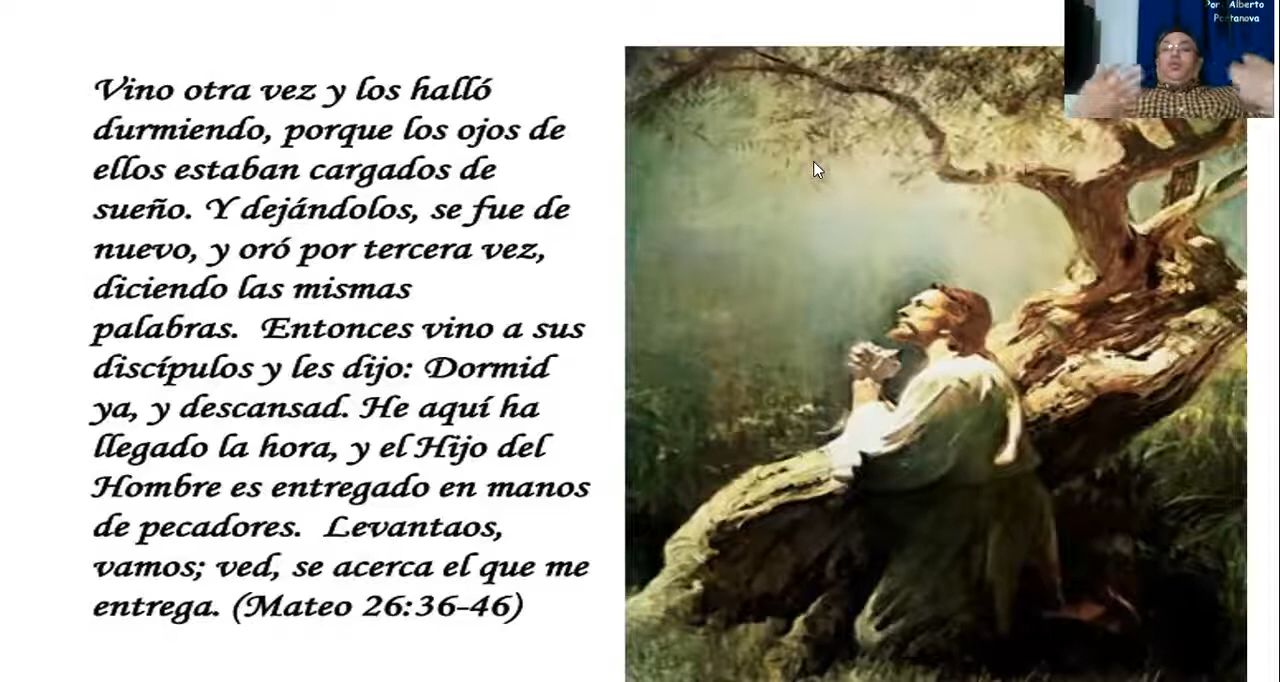 Vino otra vez y los halló
durmiendo, porque los ojos de
ellos estaban cargados de
sueño. Y dejándolos, se fue de
nuevo, y oró por tercera vez,
diciendo las mismas
palabras. Entonces vino a sus
discípulos y les dijo: Dormid
ya, y descansad. He aquí ha
llegado la hora, y el Hijo del
Hombre es entregado en manos
de pecadores. Levantaos,
vamos; ved, se acerca el que me
entrega. (Mateo 26:36-46)
Por: Alberto